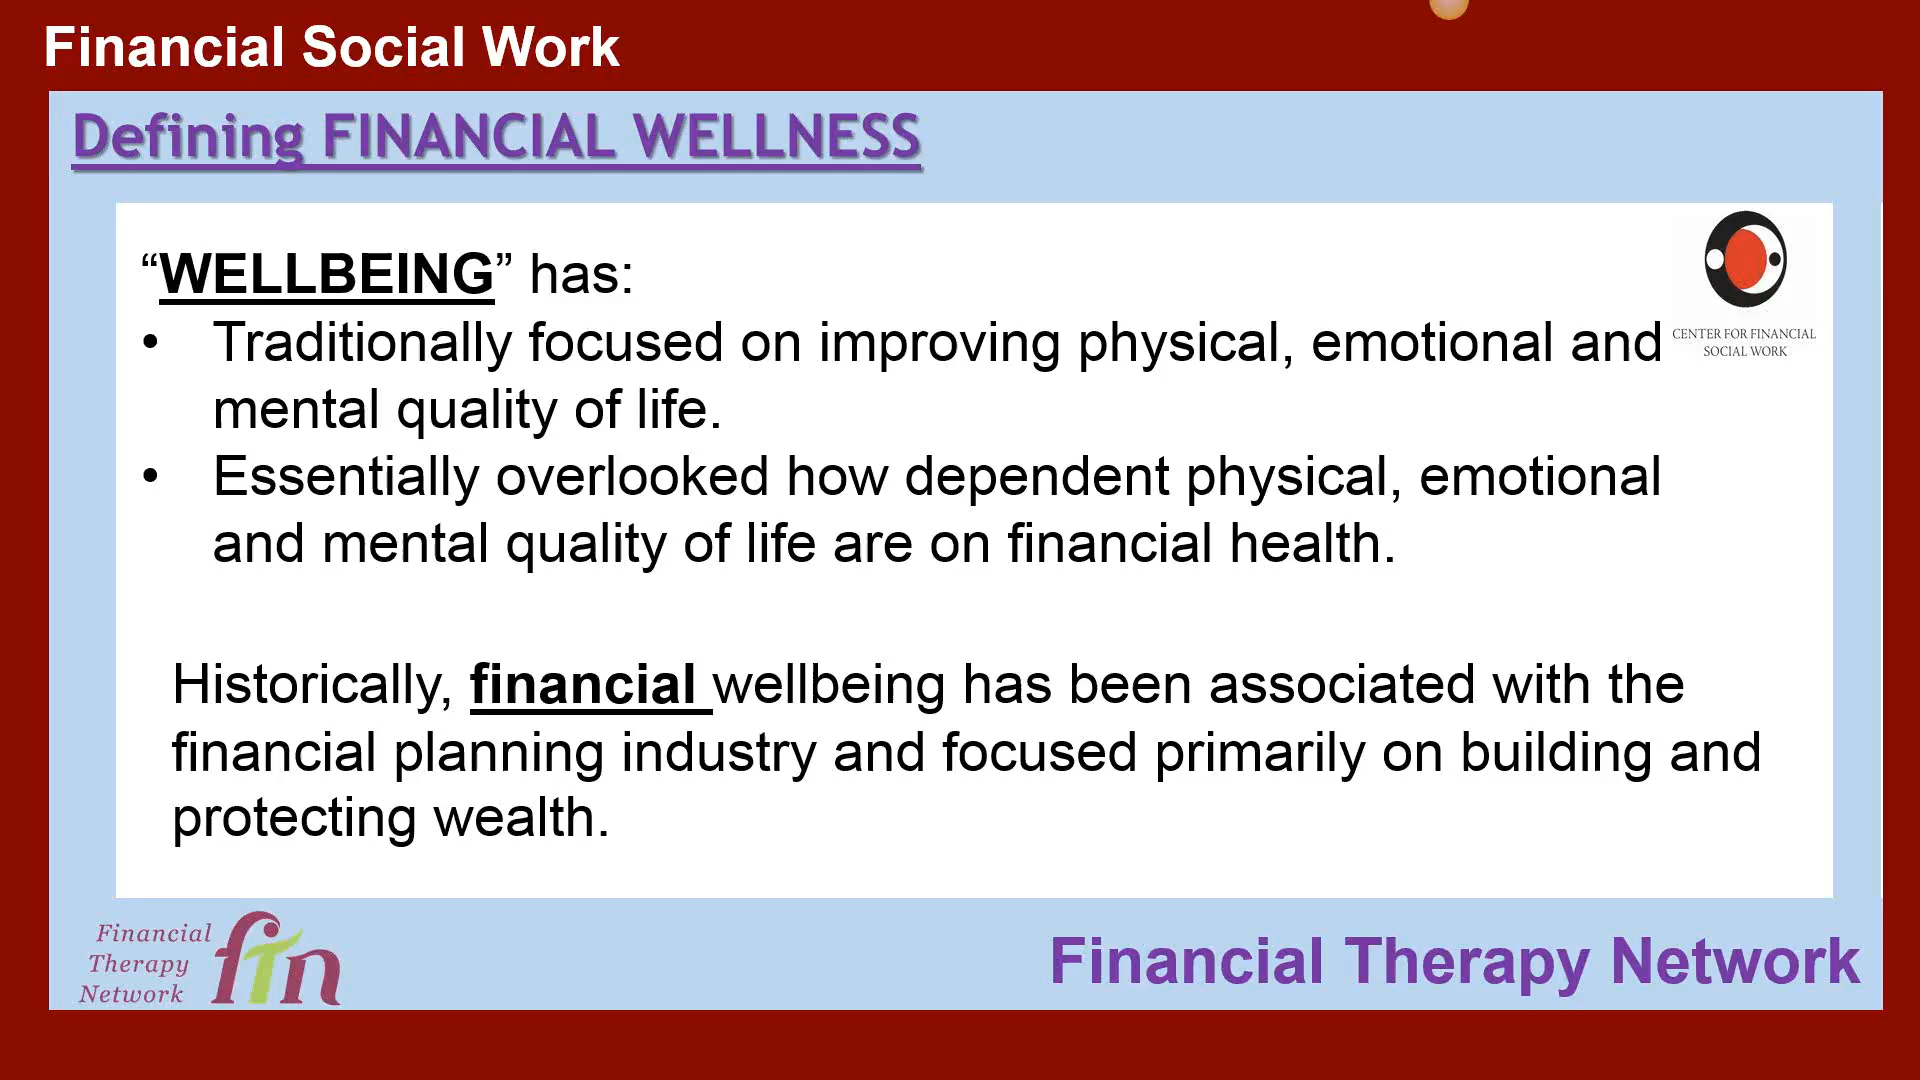 Financial Social Work
Defining FINANCIAL WELLNESS
“WELLBEING” has:
• Traditionally focused on improving physical, emotional and
mental quality of life.
• Essentially overlooked how dependent physical, emotional
and mental quality of life are on financial health.
Historically, financial wellbeing has been associated with the
financial planning industry and focused primarily on building and
protecting wealth.
CENTER FOR FINANCIAL
SOCIAL WORK
Financial
Therapy
Network
ftn
Financial Therapy Network